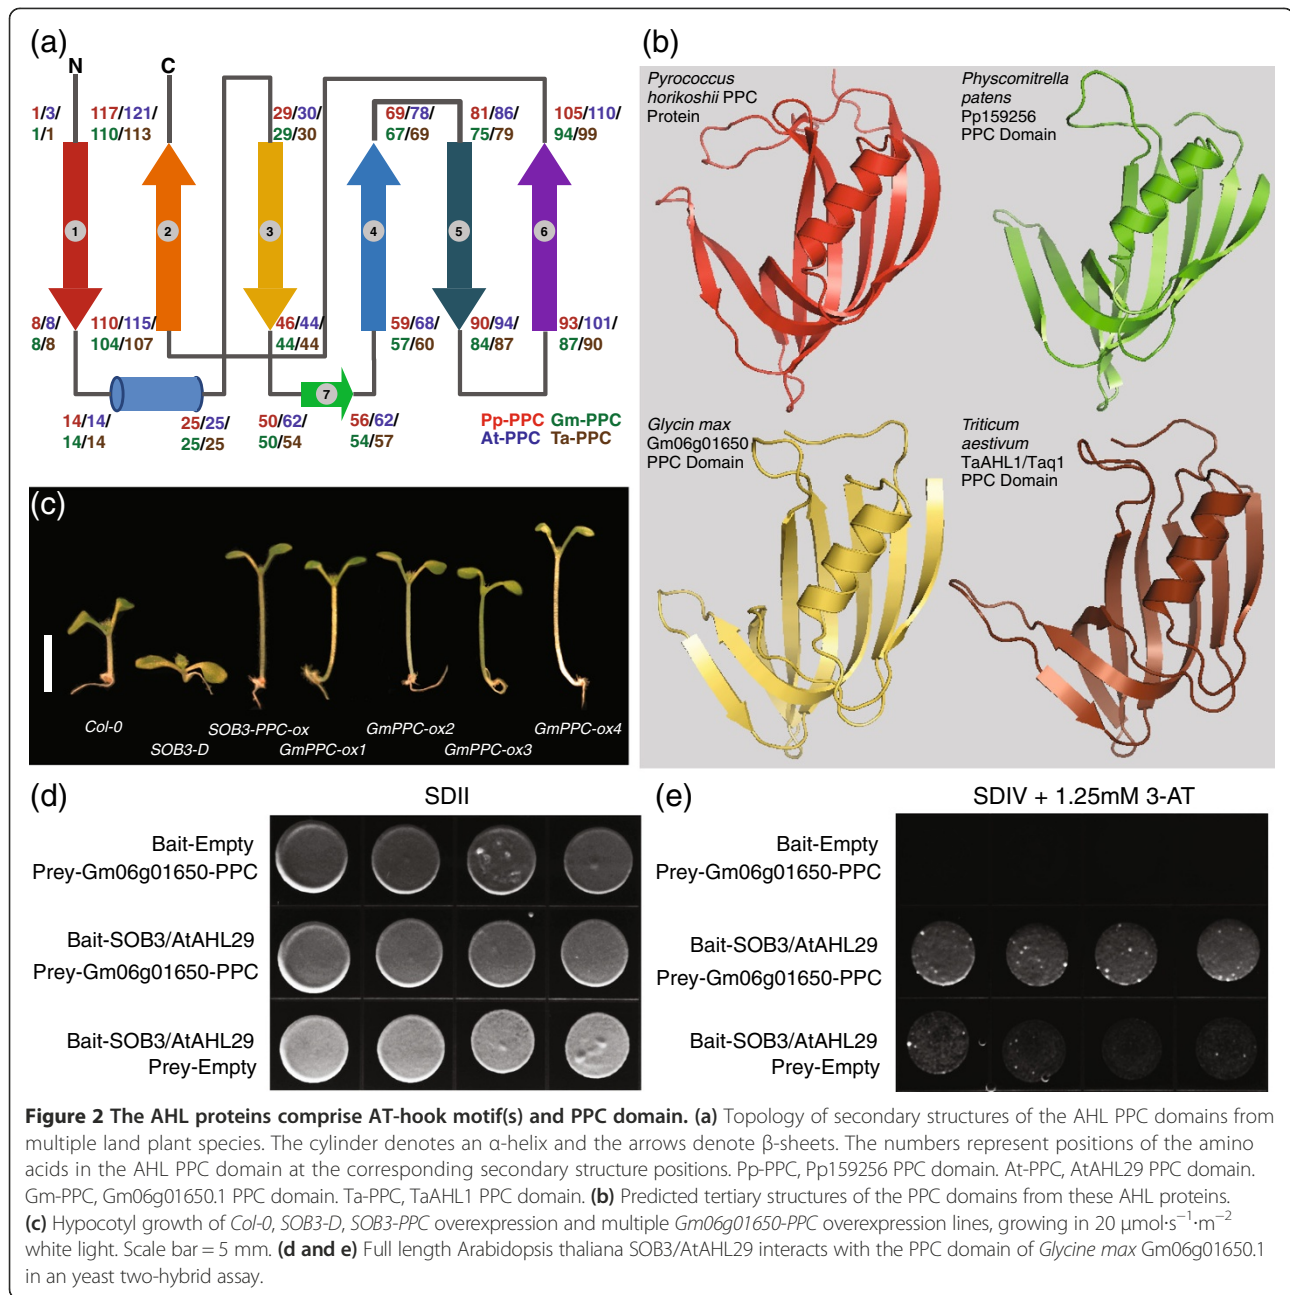 (a)
N
C
1/3/
1/1
117/121/
110/113
29/30/
29/30
69/78/
67/69
81/86/
75/79
105/110/
94/99
1
2
3
4
5
6
8/8/
8/8
110/115/
104/107
46/44/
44/44
59/68/
57/60
90/94/
84/87
93/101/
87/90
7
14/14/
14/14
25/25/
25/25
50/62/
50/54
56/62/
54/57
Pp-PPC Gm-PPC
At-PPC Ta-PPC
(b)
Pyrococcus
horikoshii PPC
Protein
Physcomitrella
patens
Pp159256
PPC Domain
Glycin max
Gm06g01650
PPC Domain
Triticum
aestivum
TaAHL1/Taq1
PPC Domain
(c)
Col-0
SOB3-D
SOB3-PPC-ox
GmPPC-ox1
GmPPC-ox2
GmPPC-ox3
GmPPC-ox4
(d)
SDII
Bait-Empty
Prey-Gm06g01650-PPC
Bait-SOB3/AtAHL29
Prey-Gm06g01650-PPC
Bait-SOB3/AtAHL29
Prey-Empty
(e)
SDIV + 1.25mM 3-AT
Bait-Empty
Prey-Gm06g01650-PPC
Bait-SOB3/AtAHL29
Prey-Gm06g01650-PPC
Bait-SOB3/AtAHL29
Prey-Empty
Figure 2 The AHL proteins comprise AT-hook motif(s) and PPC domain. (a) Topology of secondary structures of the AHL PPC domains from
multiple land plant species. The cylinder denotes an α-helix and the arrows denote β-sheets. The numbers represent positions of the amino
acids in the AHL PPC domain at the corresponding secondary structure positions. Pp-PPC, Pp159256 PPC domain. At-PPC, AtAHL29 PPC domain.
Gm-PPC, Gm06g01650.1 PPC domain. Ta-PPC, TaAHL1 PPC domain. (b) Predicted tertiary structures of the PPC domains from these AHL proteins.
(c) Hypocotyl growth of Col-0, SOB3-D, SOB3-PPC overexpression and multiple Gm06g01650-PPC overexpression lines, growing in 20 μmol·s⁻¹·m⁻²
white light. Scale bar = 5 mm. (d and e) Full length Arabidopsis thaliana SOB3/AtAHL29 interacts with the PPC domain of Glycine max Gm06g01650.1
in an yeast two-hybrid assay.